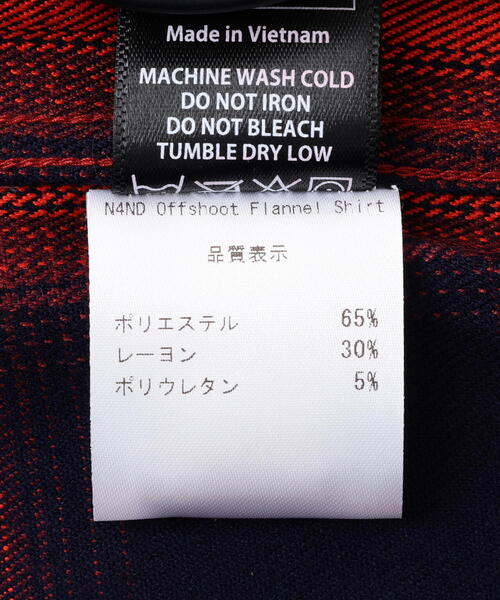 Made in Vietnam
MACHINE WASH COLD
DO NOT IRON
DO NOT BLEACH
TUMBLE DRY LOW
N4ND Offshoot Flannel Shirt
品質表示
ポリエステル 65%
レーヨン 30%
ポリウレタン 5%